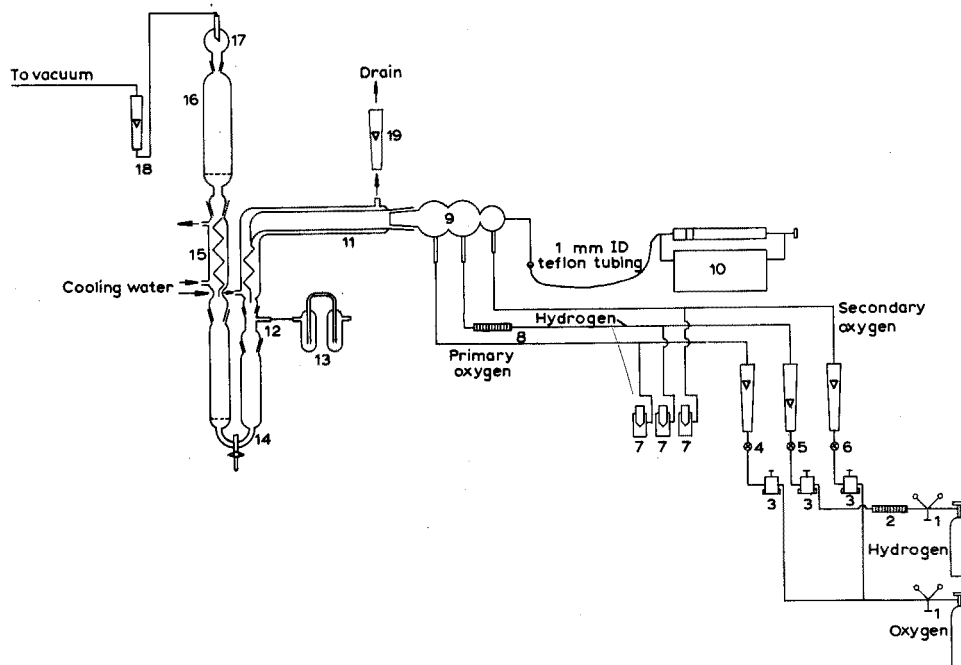 17
To vacuum
16
18
Drain
19
9
11
1 mm ID
teflon tubing
10
15
Cooling water
12
13
8
Hydrogen
Secondary
oxygen
Primary
oxygen
14
7
7
7
4
5
6
3
3
3
2
1
Hydrogen
1
Oxygen